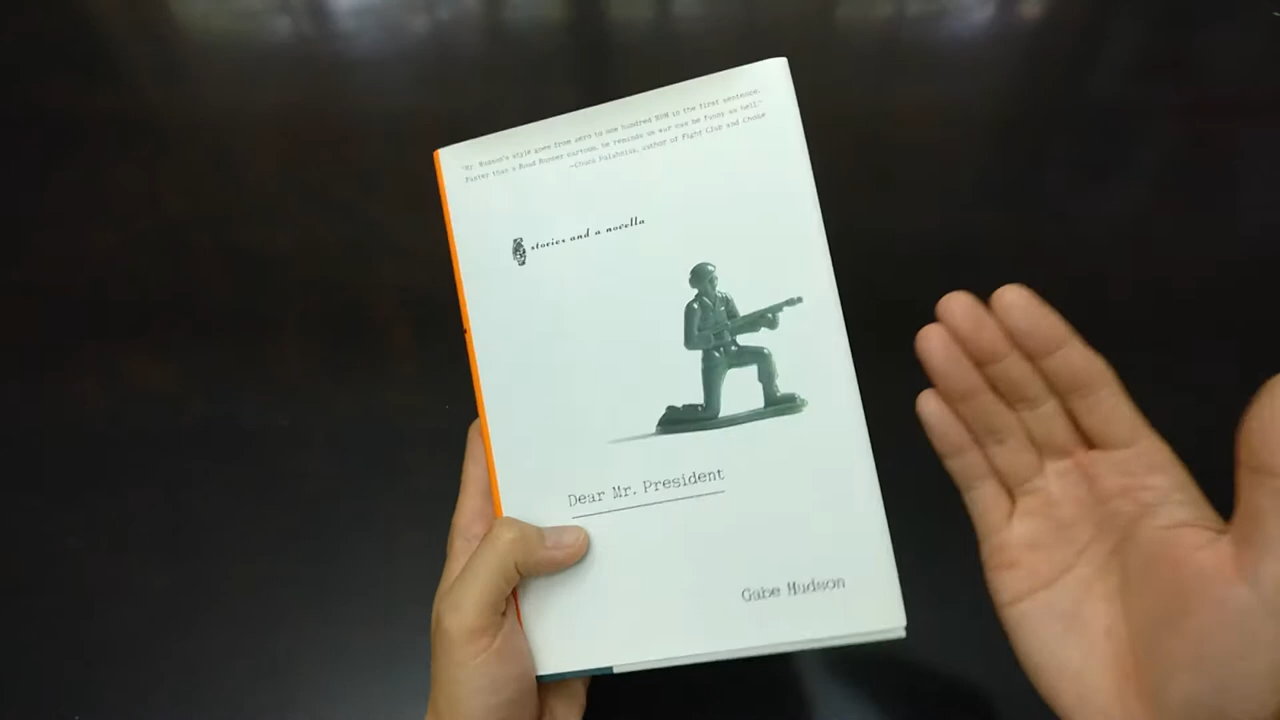 "Mr. Hudson's style goes from zero to one hundred BPM in the first sentence.
Faster than a Road Runner cartoon, he reminds us war can be funny as hell."
—Chuck Palahniuk, author of Fight Club and Choke
stories and a novella
Dear Mr. President
Gabe Hudson